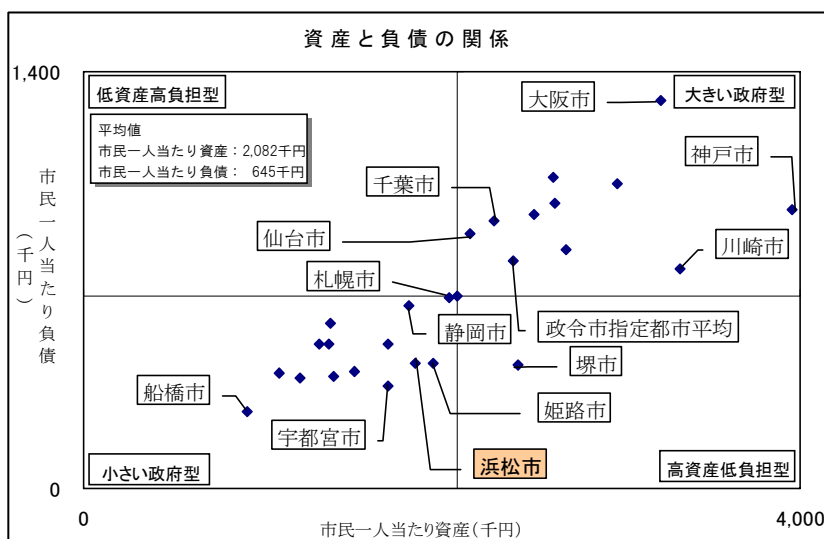 資産と負債の関係
1,400
低資産高負担型
大阪市
大きい政府型
平均値
市民一人当たり資産：2,082千円
市民一人当たり負債： 645千円
神戸市
千葉市
仙台市
川崎市
札幌市
市民一人当たり負債
（千円）
静岡市
政令市指定都市平均
堺市
船橋市
姫路市
宇都宮市
浜松市
小さい政府型
高資産低負担型
0
0
4,000
市民一人当たり資産（千円）